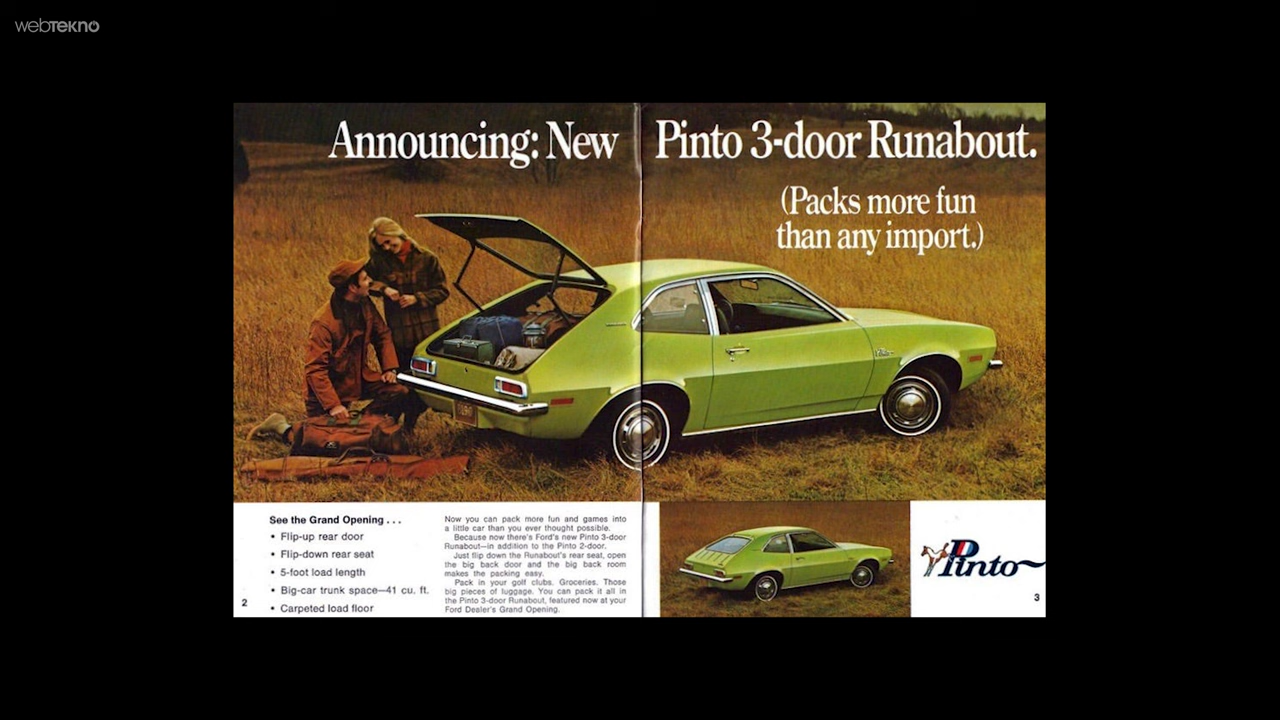 webtekno
Announcing: New Pinto 3-door Runabout.
(Packs more fun
than any import.)
See the Grand Opening . . .
• Flip-up rear door
• Flip-down rear seat
• 5-foot load length
• Big-car trunk space—41 cu. ft.
• Carpeted load floor
2
Now you can pack more fun and games into
a little car than you ever thought possible.
Because now there's Ford's new Pinto 3-door
Runabout—in addition to the Pinto 2-door.
Just flip down the Runabout's rear seat, open
the big back door and the big back room
makes the packing easy.
Pack in your golf clubs. Groceries. Those
big pieces of luggage. You can pack it all in
the Pinto 3-door Runabout, featured now at your
Ford Dealer's Grand Opening.
Pinto
3